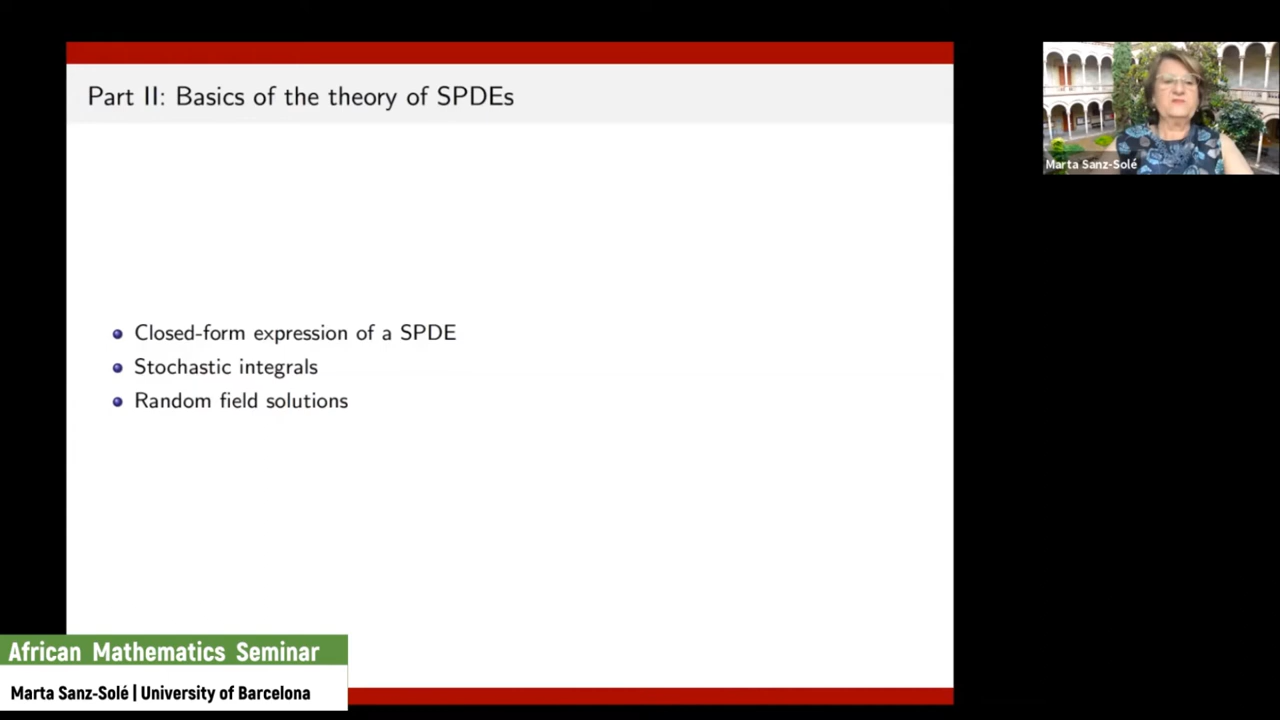 Part II: Basics of the theory of SPDEs
Marta Sanz-Solé
Closed-form expression of a SPDE
Stochastic integrals
Random field solutions
African Mathematics Seminar
Marta Sanz-Solé | University of Barcelona